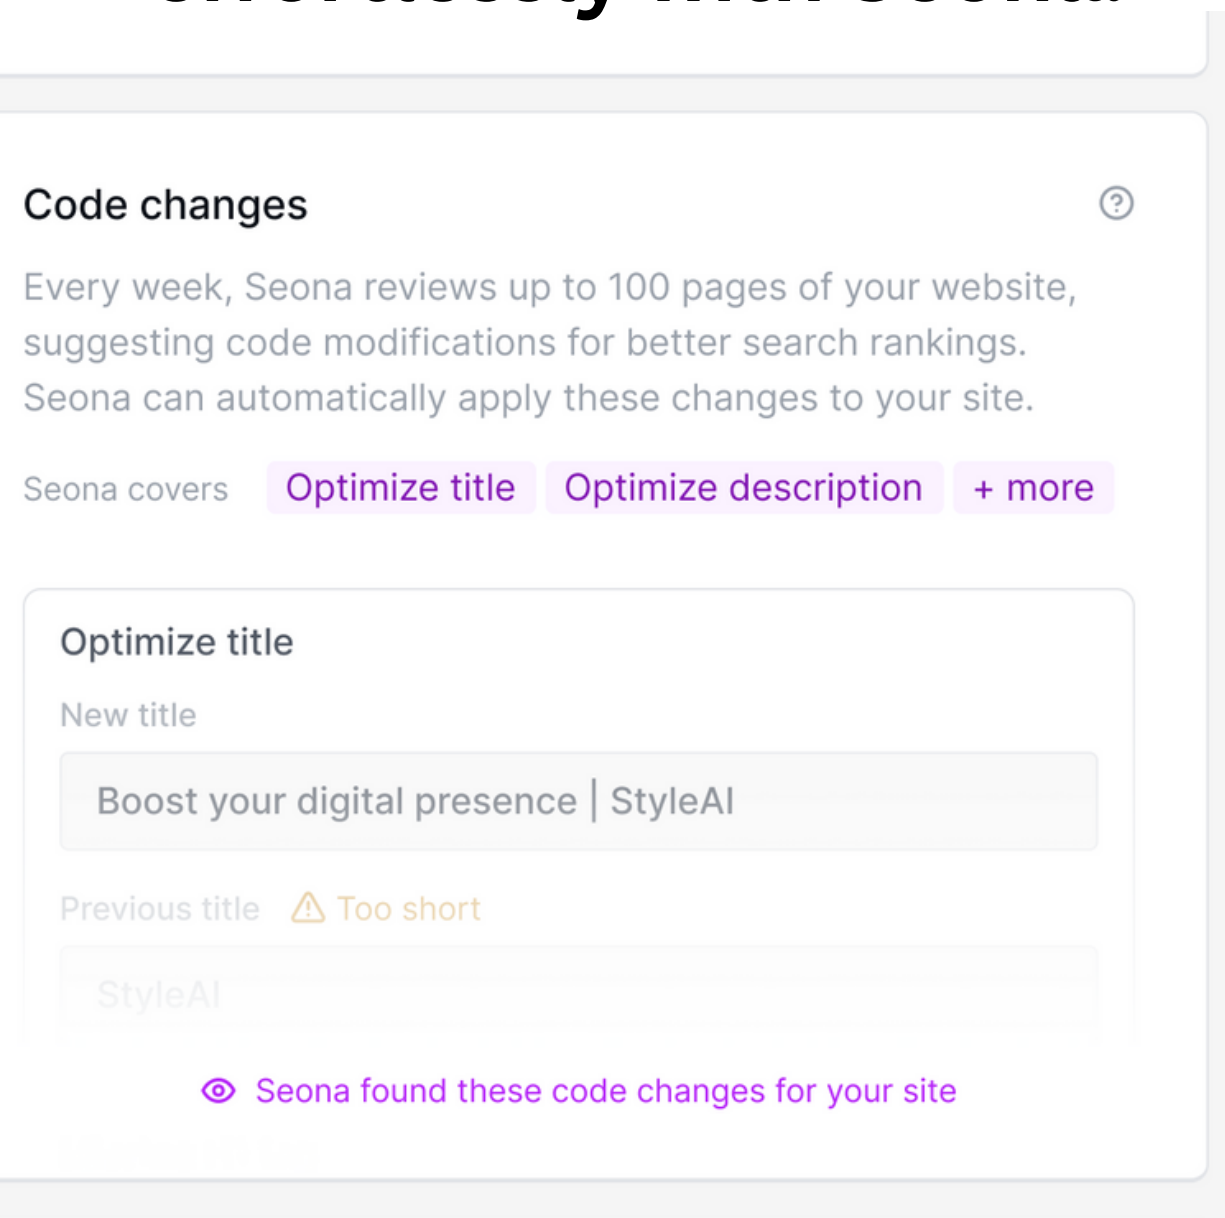 effortlessly with Seona.
Code changes
Every week, Seona reviews up to 100 pages of your website,
suggesting code modifications for better search rankings.
Seona can automatically apply these changes to your site.
Seona covers Optimize title Optimize description + more
Optimize title
New title
Boost your digital presence | StyleAI
Previous title Too short
StyleAI
Seona found these code changes for your site